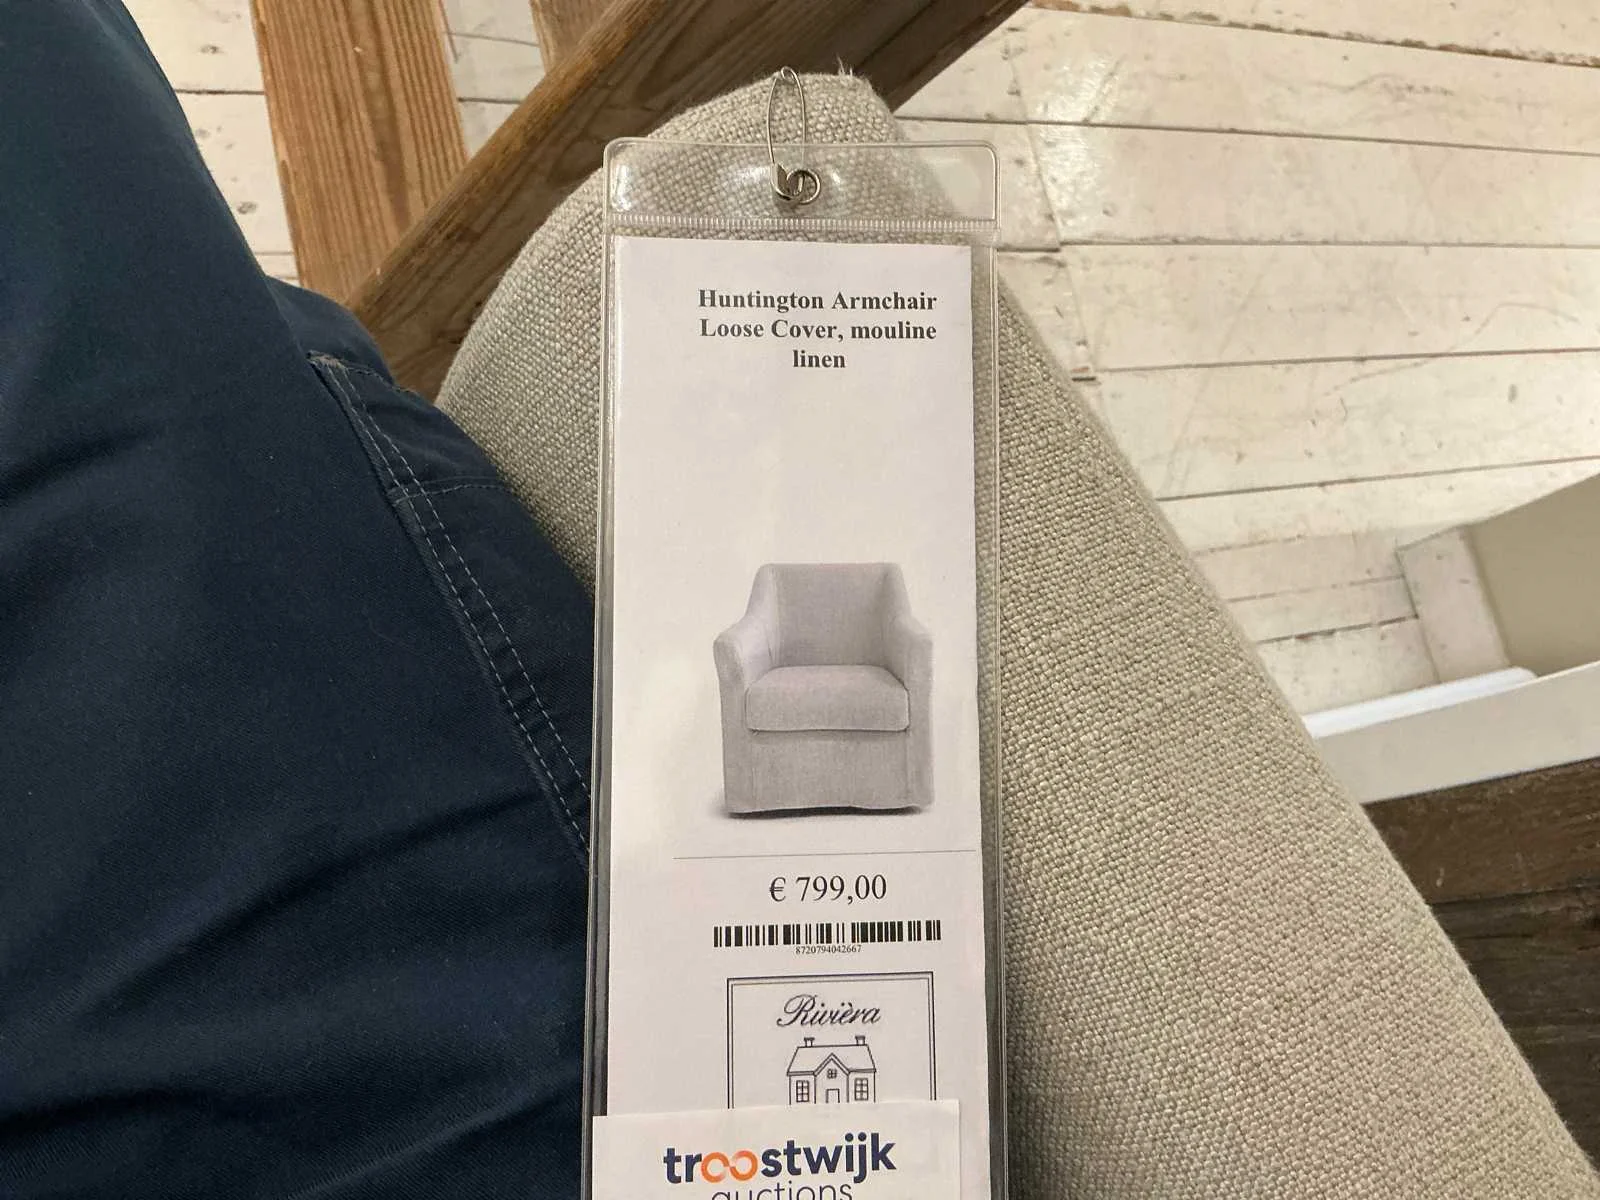 Huntington Armchair
Loose Cover, mouline
linen
€ 799,00
8720794042667
Rivièra
troostwijk
auctions